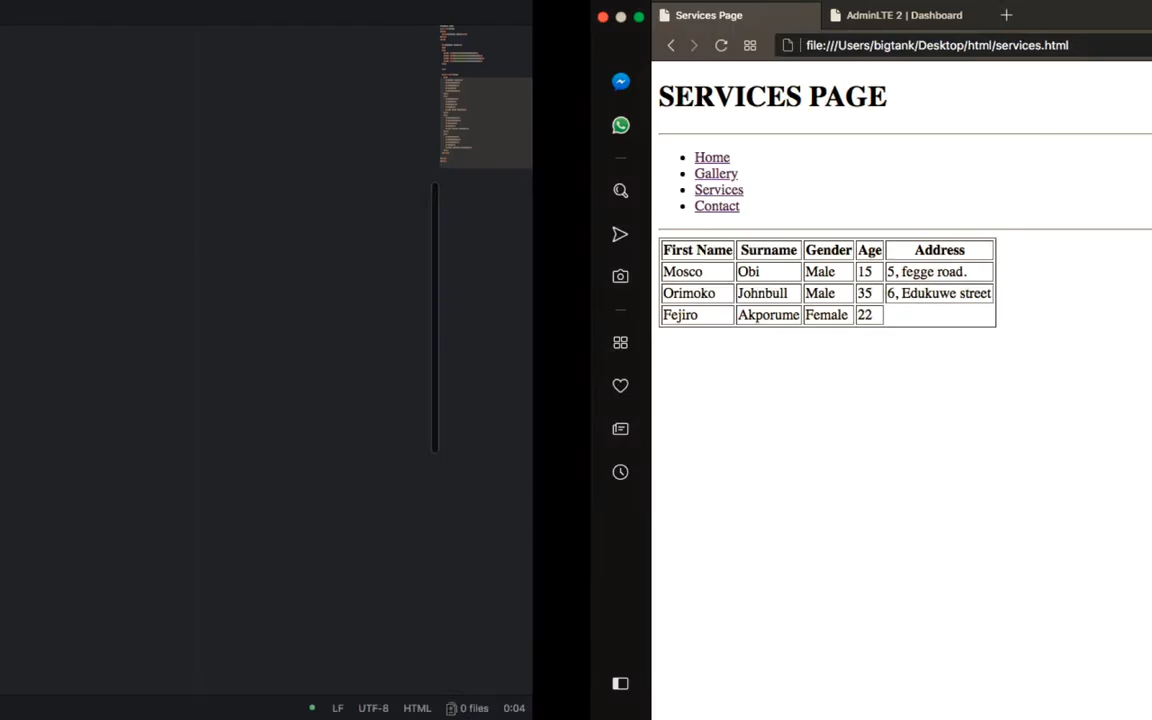 Services Page
AdminLTE 2 | Dashboard
file:///Users/bigtank/Desktop/html/services.html
SERVICES PAGE
Home
Gallery
Services
Contact
First Name Surname Gender Age Address
Mosco Obi Male 15 5, fegge road.
Orimoko Johnbull Male 35 6, Edukuwe street
Fejiro Akporume Female 22
LF UTF-8 HTML 0 files 0:04